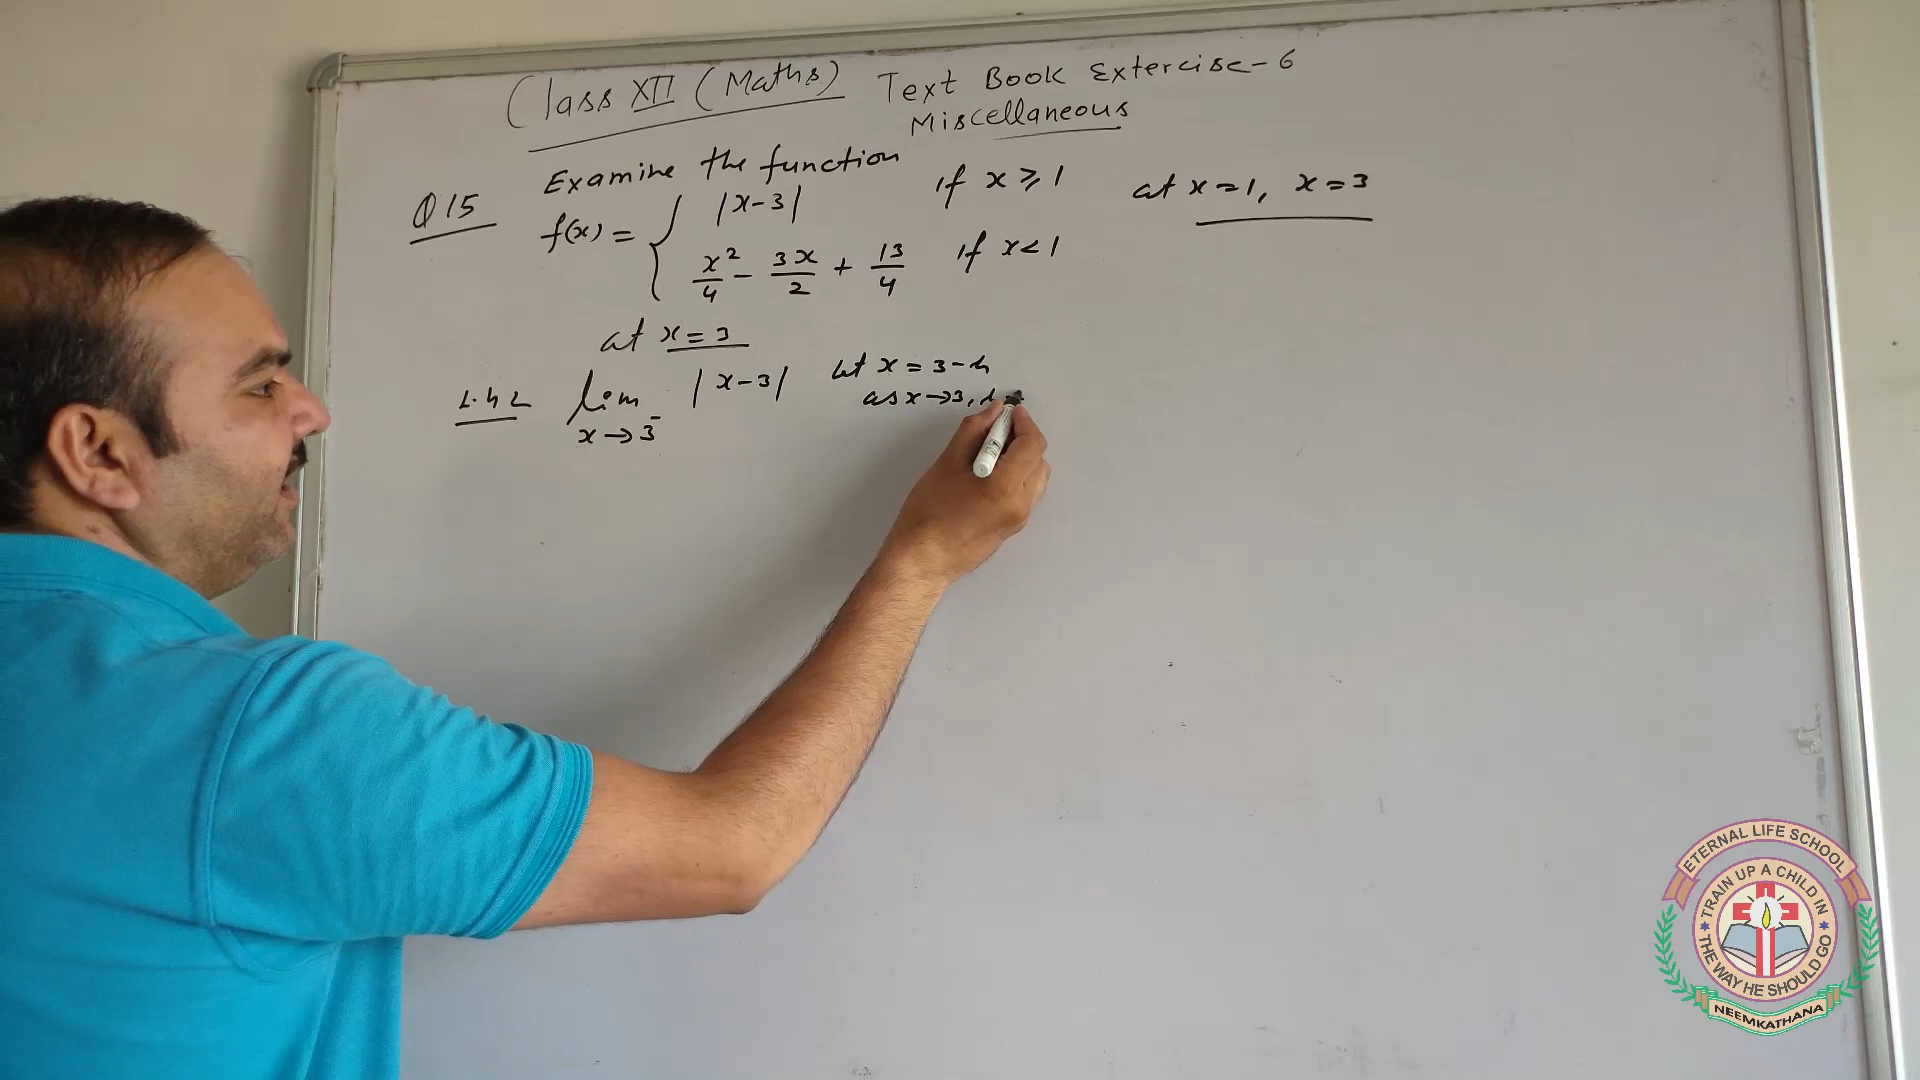 Class XII (Maths) Text Book Extercise-6
Miscellaneous
Q15 Examine the function
f(x) = { |x-3| if x ⩾ 1 at x=1, x=3
x²/4 - 3x/2 + 13/4 if x<1
at x=3
L.h.L lim x→3⁻ |x-3| let x = 3-h
as x→3, h
ETERNAL LIFE SCHOOL
TRAIN UP A CHILD IN
THE WAY HE SHOULD GO
NEEMKATHANA